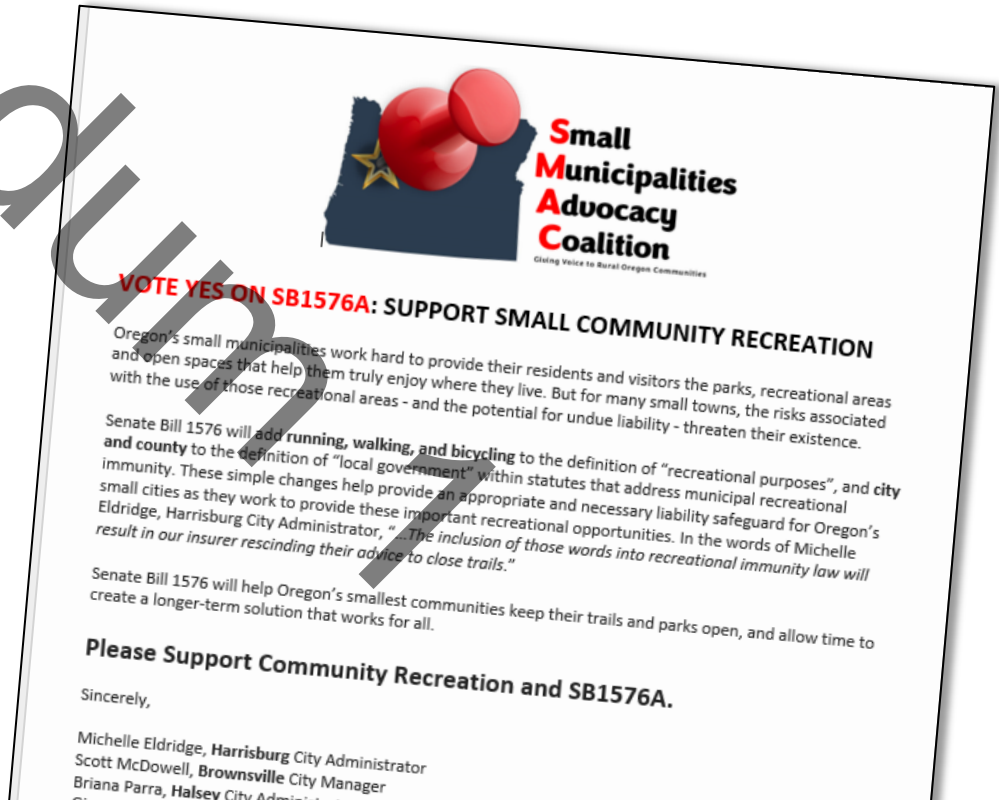 Small
Municipalities
Advocacy
Coalition
Giving Voice to Rural Oregon Communities
VOTE YES ON SB1576A: SUPPORT SMALL COMMUNITY RECREATION
Oregon's small municipalities work hard to provide their residents and visitors the parks, recreational areas
and open spaces that help them truly enjoy where they live. But for many small towns, the risks associated
with the use of those recreational areas - and the potential for undue liability - threaten their existence.
Senate Bill 1576 will add running, walking, and bicycling to the definition of “recreational purposes”, and city
and county to the definition of “local government” within statutes that address municipal recreational
immunity. These simple changes help provide an appropriate and necessary liability safeguard for Oregon's
small cities as they work to provide these important recreational opportunities. In the words of Michelle
Eldridge, Harrisburg City Administrator, “...The inclusion of those words into recreational immunity law will
result in our insurer rescinding their advice to close trails.”
Senate Bill 1576 will help Oregon's smallest communities keep their trails and parks open, and allow time to
create a longer-term solution that works for all.
Please Support Community Recreation and SB1576A.
Sincerely,
Michelle Eldridge, Harrisburg City Administrator
Scott McDowell, Brownsville City Manager
Briana Parra, Halsey City
dum 1